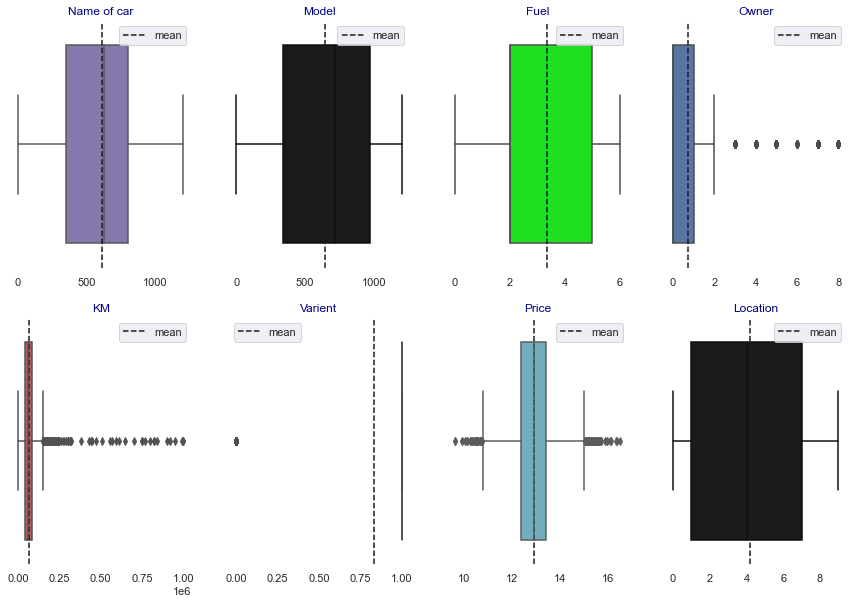 Name of car
Model
Fuel
Owner
mean
mean
mean
mean
0 500 1000
0 500 1000
0 2 4 6
0 2 4 6 8
KM
Varient
Price
Location
mean
mean
mean
mean
0.00 0.25 0.50 0.75 1.00
1e6
0.00 0.25 0.50 0.75 1.00
10 12 14 16
0 2 4 6 8